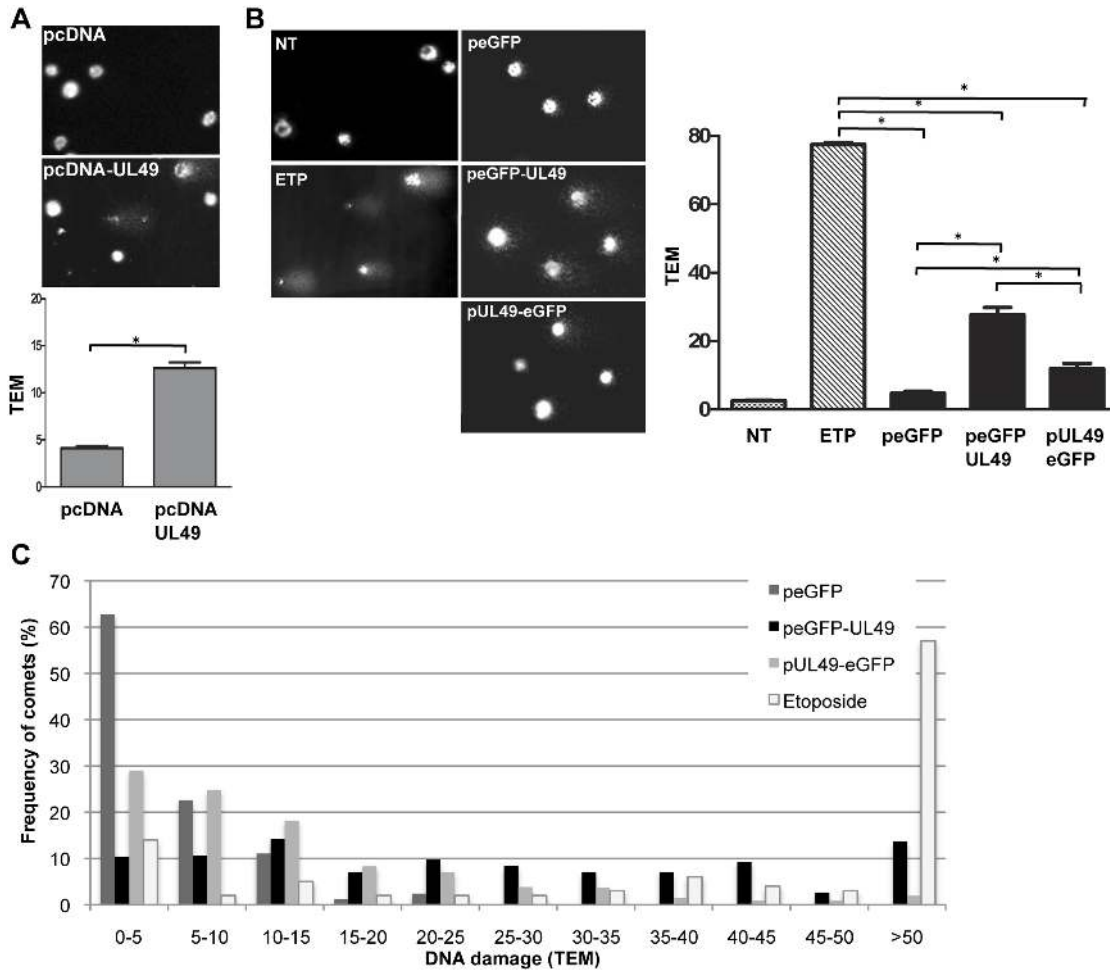 A
pcDNA
pcDNA-UL49
20
15
10
5
0
TEM
*
pcDNA
pcDNA
UL49
B
NT
peGFP
ETP
peGFP-UL49
pUL49-eGFP
80
60
40
20
0
TEM
*
*
*
*
*
*
NT
ETP
peGFP
peGFP
UL49
pUL49
eGFP
C
70
60
50
40
30
20
10
0
Frequency of comets (%)
peGFP
peGFP-UL49
pUL49-eGFP
Etoposide
0-5 5-10 10-15 15-20 20-25 25-30 30-35 35-40 40-45 45-50 >50
DNA damage (TEM)